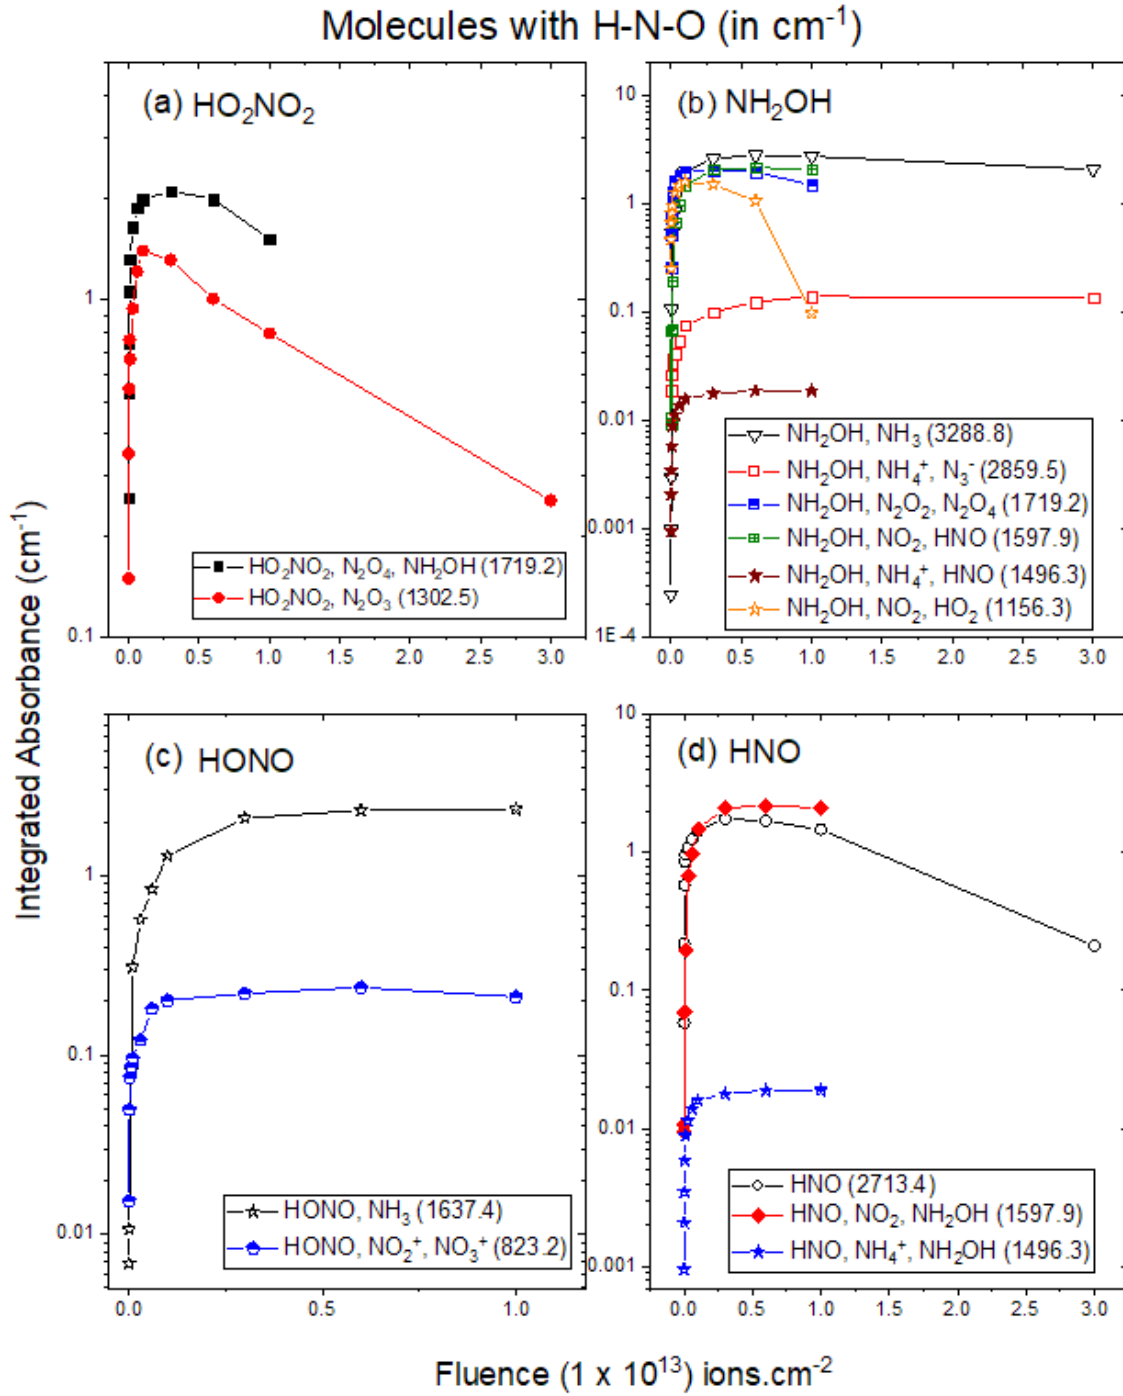 Molecules with H-N-O (in cm⁻¹)
Integrated Absorbance (cm⁻¹)
(a) HO₂NO₂
1
0.1
HO₂NO₂, N₂O₄, NH₂OH (1719.2)
HO₂NO₂, N₂O₃ (1302.5)
0.0 0.5 1.0 1.5 2.0 2.5 3.0
(b) NH₂OH
10
1
0.1
0.01
0.001
1E-4
NH₂OH, NH₃ (3288.8)
NH₂OH, NH₄⁺, N₃⁻ (2859.5)
NH₂OH, N₂O₂, N₂O₄ (1719.2)
NH₂OH, NO₂, HNO (1597.9)
NH₂OH, NH₄⁺, HNO (1496.3)
NH₂OH, NO₂, HO₂ (1156.3)
0.0 0.5 1.0 1.5 2.0 2.5 3.0
(c) HONO
1
0.1
0.01
HONO, NH₃ (1637.4)
HONO, NO₂⁺, NO₃⁺ (823.2)
0.0 0.5 1.0
(d) HNO
10
1
0.1
0.01
0.001
HNO (2713.4)
HNO, NO₂, NH₂OH (1597.9)
HNO, NH₄⁺, NH₂OH (1496.3)
0.0 0.5 1.0 1.5 2.0 2.5 3.0
Fluence (1 x 10¹³) ions.cm⁻²